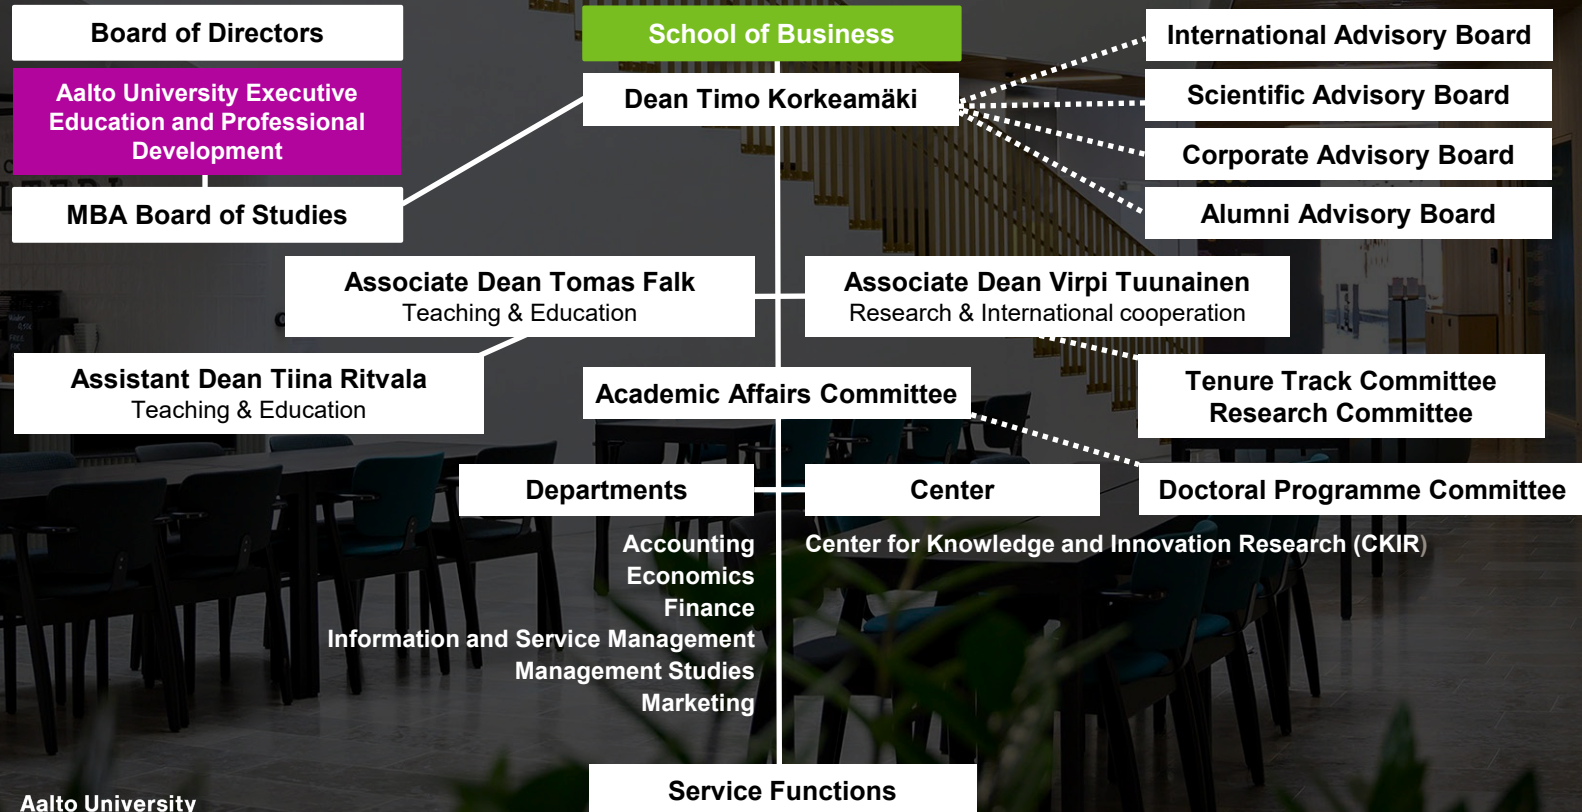 Board of Directors
School of Business
International Advisory Board
Aalto University Executive
Education and Professional
Development
Dean Timo Korkeamäki
Scientific Advisory Board
Corporate Advisory Board
MBA Board of Studies
Alumni Advisory Board
Associate Dean Tomas Falk
Teaching & Education
Associate Dean Virpi Tuunainen
Research & International cooperation
Assistant Dean Tiina Ritvala
Teaching & Education
Academic Affairs Committee
Tenure Track Committee
Research Committee
Departments
Center
Doctoral Programme Committee
Accounting
Economics
Finance
Information and Service Management
Management Studies
Marketing
Center for Knowledge and Innovation Research (CKIR)
Service Functions
Aalto University